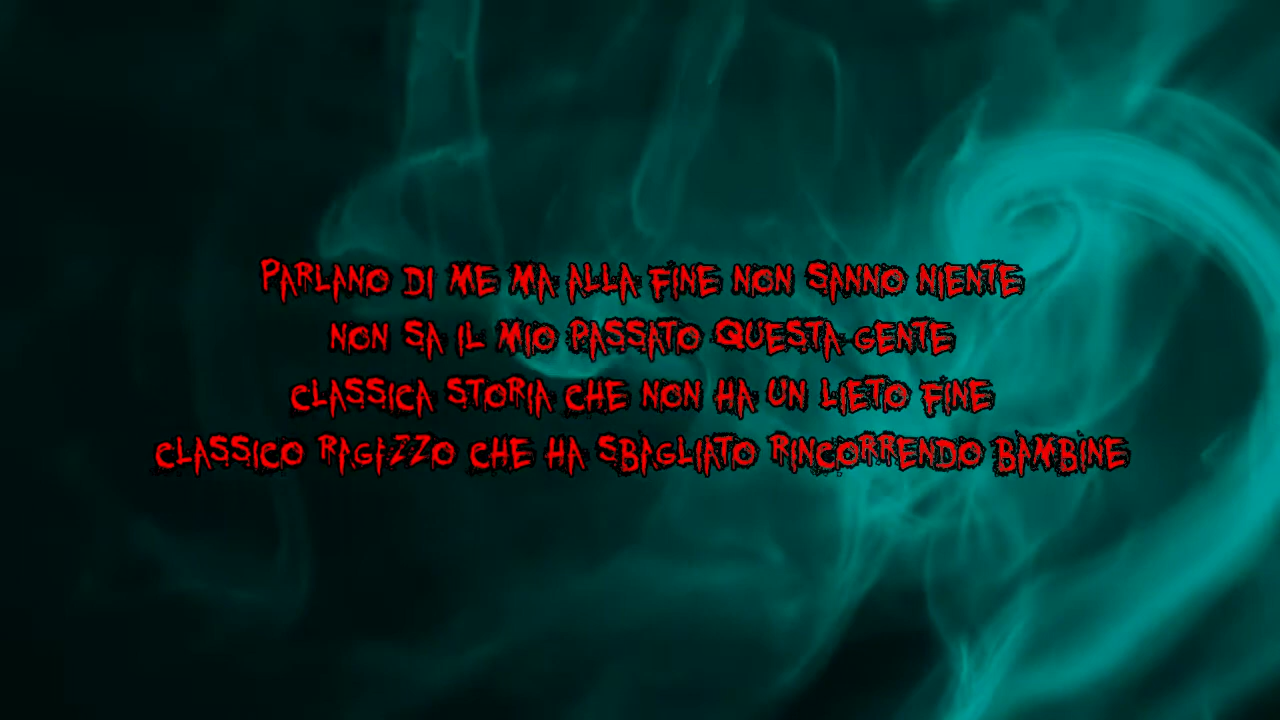 PARLANO DI ME MA ALLA FINE NON SANNO NIENTE
NON SA IL MIO PASSATO QUESTA GENTE
CLASSICA STORIA CHE NON HA UN LIETO FINE
CLASSICO RAGAZZO CHE HA SBAGLIATO RINCORRENDO BAMBINE